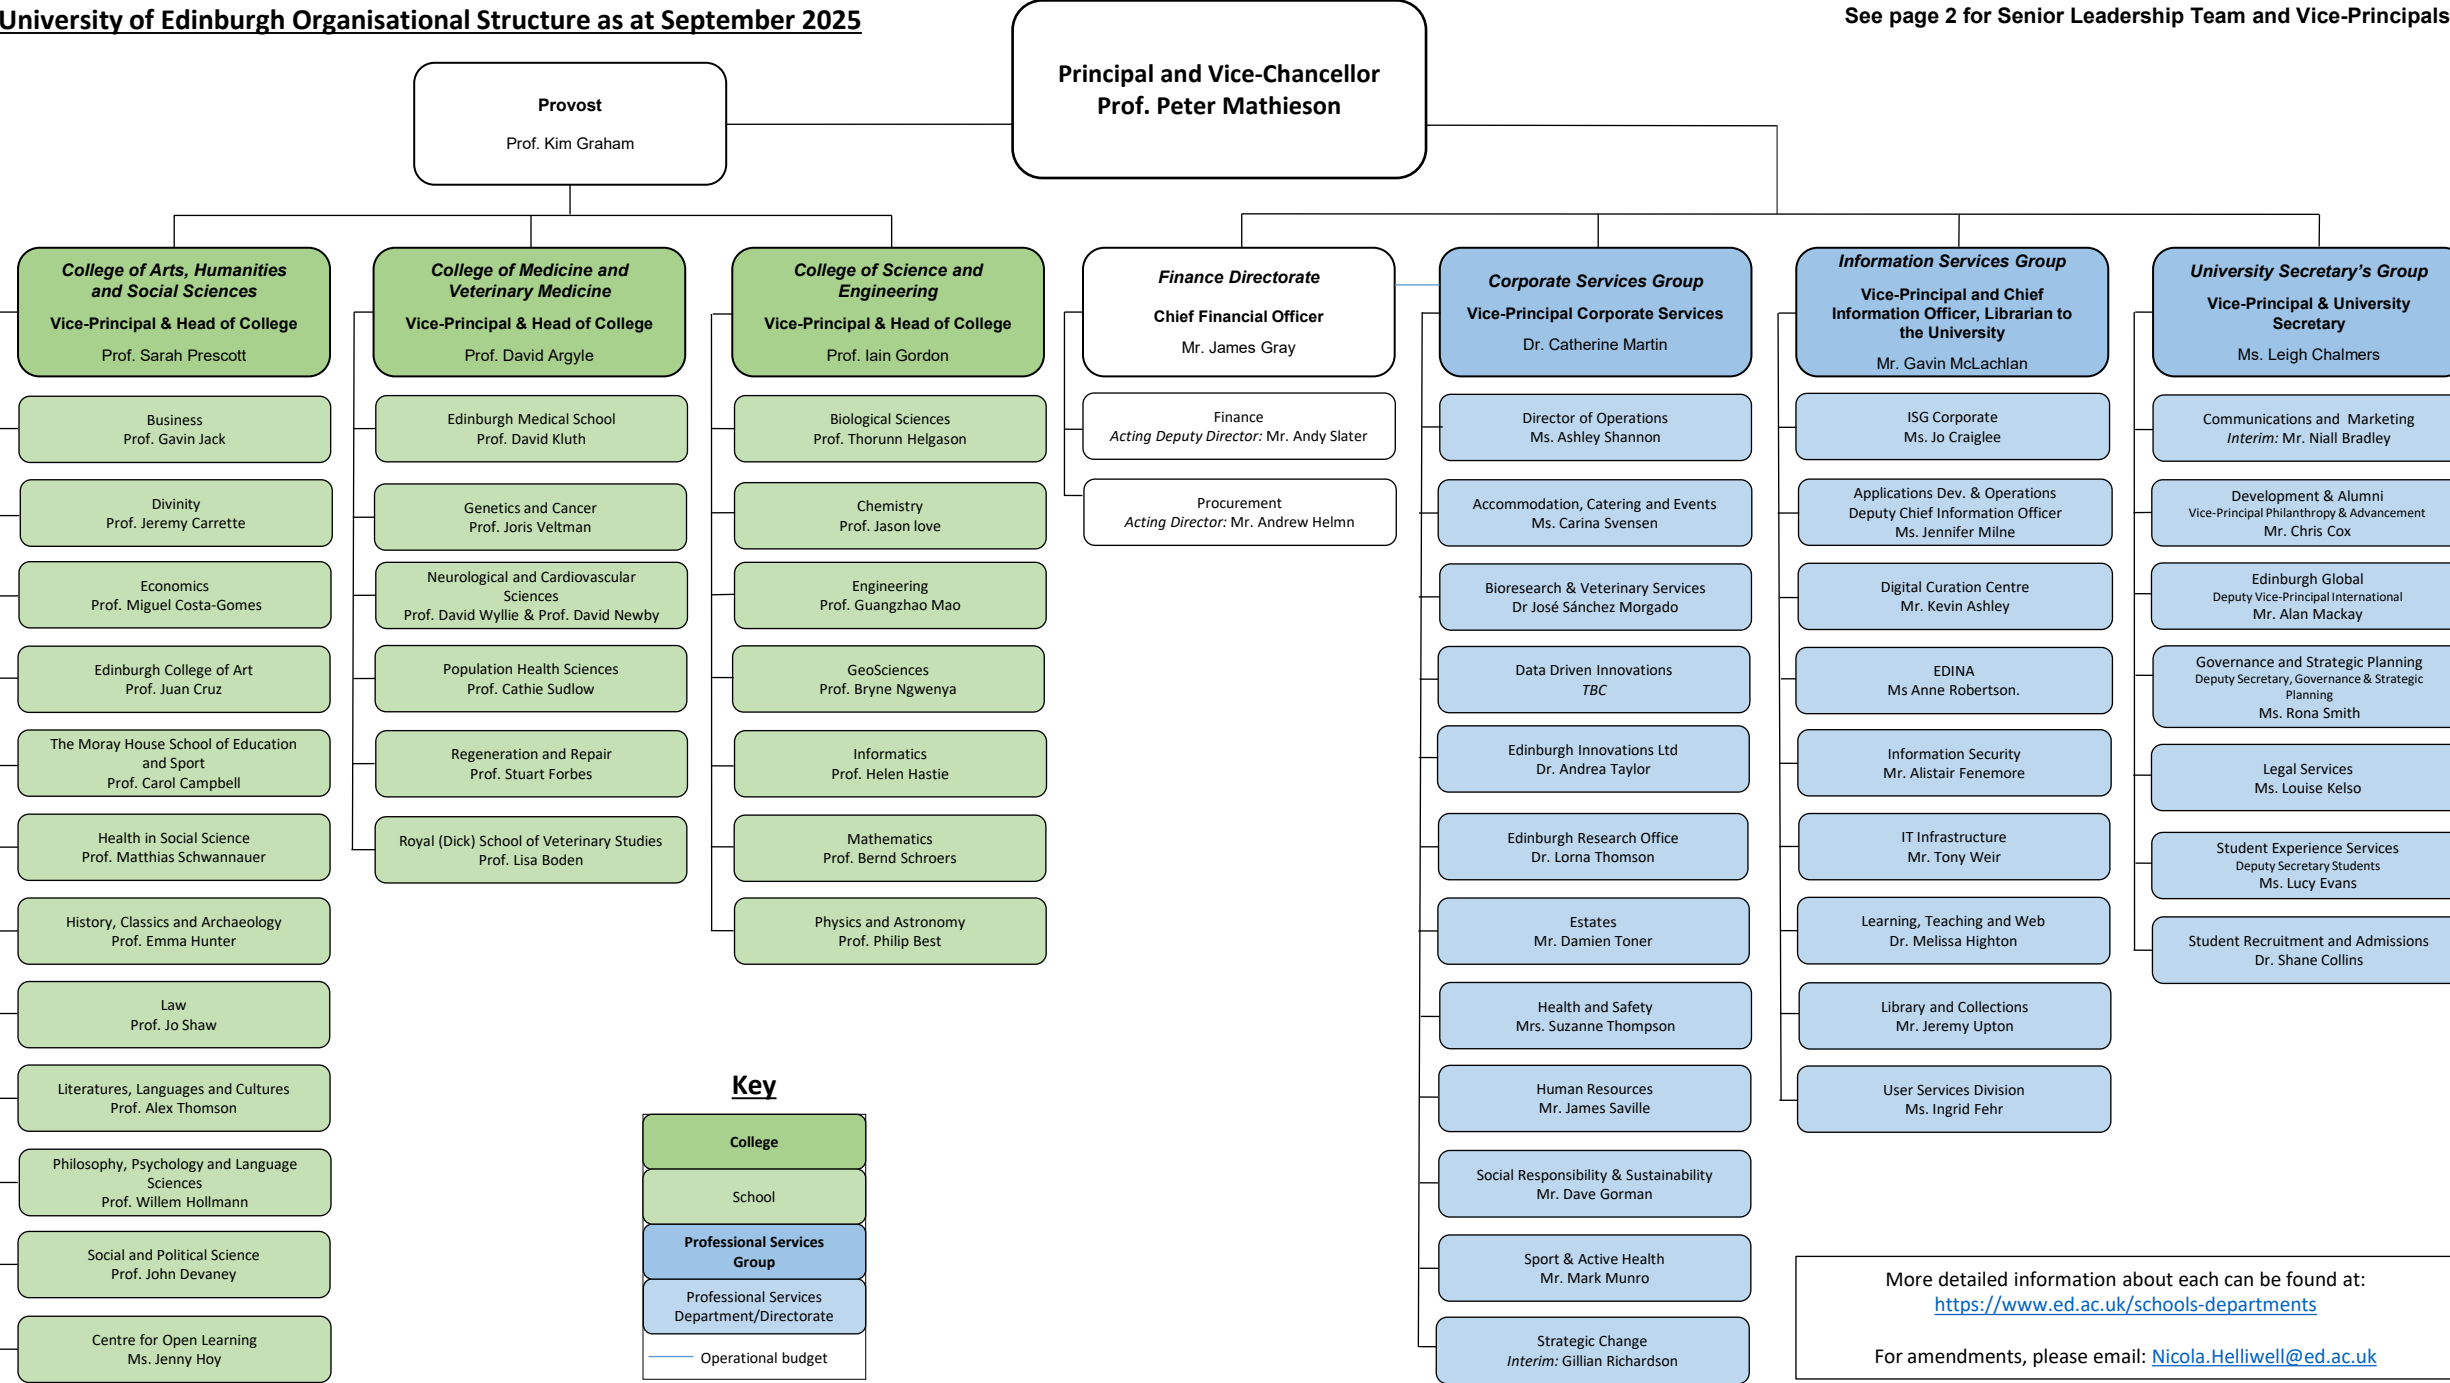 University of Edinburgh Organisational Structure as at September 2025
See page 2 for Senior Leadership Team and Vice-Principals
Principal and Vice-Chancellor
Prof. Peter Mathieson
Provost
Prof. Kim Graham
College of Arts, Humanities
and Social Sciences
Vice-Principal & Head of College
Prof. Sarah Prescott
Business
Prof. Gavin Jack
Divinity
Prof. Jeremy Carrette
Economics
Prof. Miguel Costa-Gomes
Edinburgh College of Art
Prof. Juan Cruz
The Moray House School of Education
and Sport
Prof. Carol Campbell
Health in Social Science
Prof. Matthias Schwannauer
History, Classics and Archaeology
Prof. Emma Hunter
Law
Prof. Jo Shaw
Literatures, Languages and Cultures
Prof. Alex Thomson
Philosophy, Psychology and Language
Sciences
Prof. Willem Hollmann
Social and Political Science
Prof. John Devaney
Centre for Open Learning
Ms. Jenny Hoy
College of Medicine and
Veterinary Medicine
Vice-Principal & Head of College
Prof. David Argyle
Edinburgh Medical School
Prof. David Kluth
Genetics and Cancer
Prof. Joris Veltman
Neurological and Cardiovascular
Sciences
Prof. David Wyllie & Prof. David Newby
Population Health Sciences
Prof. Cathie Sudlow
Regeneration and Repair
Prof. Stuart Forbes
Royal (Dick) School of Veterinary Studies
Prof. Lisa Boden
College of Science and
Engineering
Vice-Principal & Head of College
Prof. Iain Gordon
Biological Sciences
Prof. Thorunn Helgason
Chemistry
Prof. Jason love
Engineering
Prof. Guangzhao Mao
GeoSciences
Prof. Bryne Ngwenya
Informatics
Prof. Helen Hastie
Mathematics
Prof. Bernd Schroers
Physics and Astronomy
Prof. Philip Best
Finance Directorate
Chief Financial Officer
Mr. James Gray
Finance
Acting Deputy Director: Mr. Andy Slater
Procurement
Acting Director: Mr. Andrew Helmn
Corporate Services Group
Vice-Principal Corporate Services
Dr. Catherine Martin
Director of Operations
Ms. Ashley Shannon
Accommodation, Catering and Events
Ms. Carina Svensen
Bioresearch & Veterinary Services
Dr José Sánchez Morgado
Data Driven Innovations
TBC
Edinburgh Innovations Ltd
Dr. Andrea Taylor
Edinburgh Research Office
Dr. Lorna Thomson
Estates
Mr. Damien Toner
Health and Safety
Mrs. Suzanne Thompson
Human Resources
Mr. James Saville
Social Responsibility & Sustainability
Mr. Dave Gorman
Sport & Active Health
Mr. Mark Munro
Strategic Change
Interim: Gillian Richardson
Information Services Group
Vice-Principal and Chief
Information Officer, Librarian to
the University
Mr. Gavin McLachlan
ISG Corporate
Ms. Jo Craiglee
Applications Dev. & Operations
Deputy Chief Information Officer
Ms. Jennifer Milne
Digital Curation Centre
Mr. Kevin Ashley
EDINA
Ms Anne Robertson.
Information Security
Mr. Alistair Fenemore
IT Infrastructure
Mr. Tony Weir
Learning, Teaching and Web
Dr. Melissa Highton
Library and Collections
Mr. Jeremy Upton
User Services Division
Ms. Ingrid Fehr
University Secretary's Group
Vice-Principal & University
Secretary
Ms. Leigh Chalmers
Communications and Marketing
Interim: Mr. Niall Bradley
Development & Alumni
Vice-Principal Philanthropy & Advancement
Mr. Chris Cox
Edinburgh Global
Deputy Vice-Principal International
Mr. Alan Mackay
Governance and Strategic Planning
Deputy Secretary, Governance & Strategic
Planning
Ms. Rona Smith
Legal Services
Ms. Louise Kelso
Student Experience Services
Deputy Secretary Students
Ms. Lucy Evans
Student Recruitment and Admissions
Dr. Shane Collins
Key
College
School
Professional Services
Group
Professional Services
Department/Directorate
Operational budget
More detailed information about each can be found at:
https://www.ed.ac.uk/schools-departments
For amendments, please email: Nicola.Helliwell@ed.ac.uk